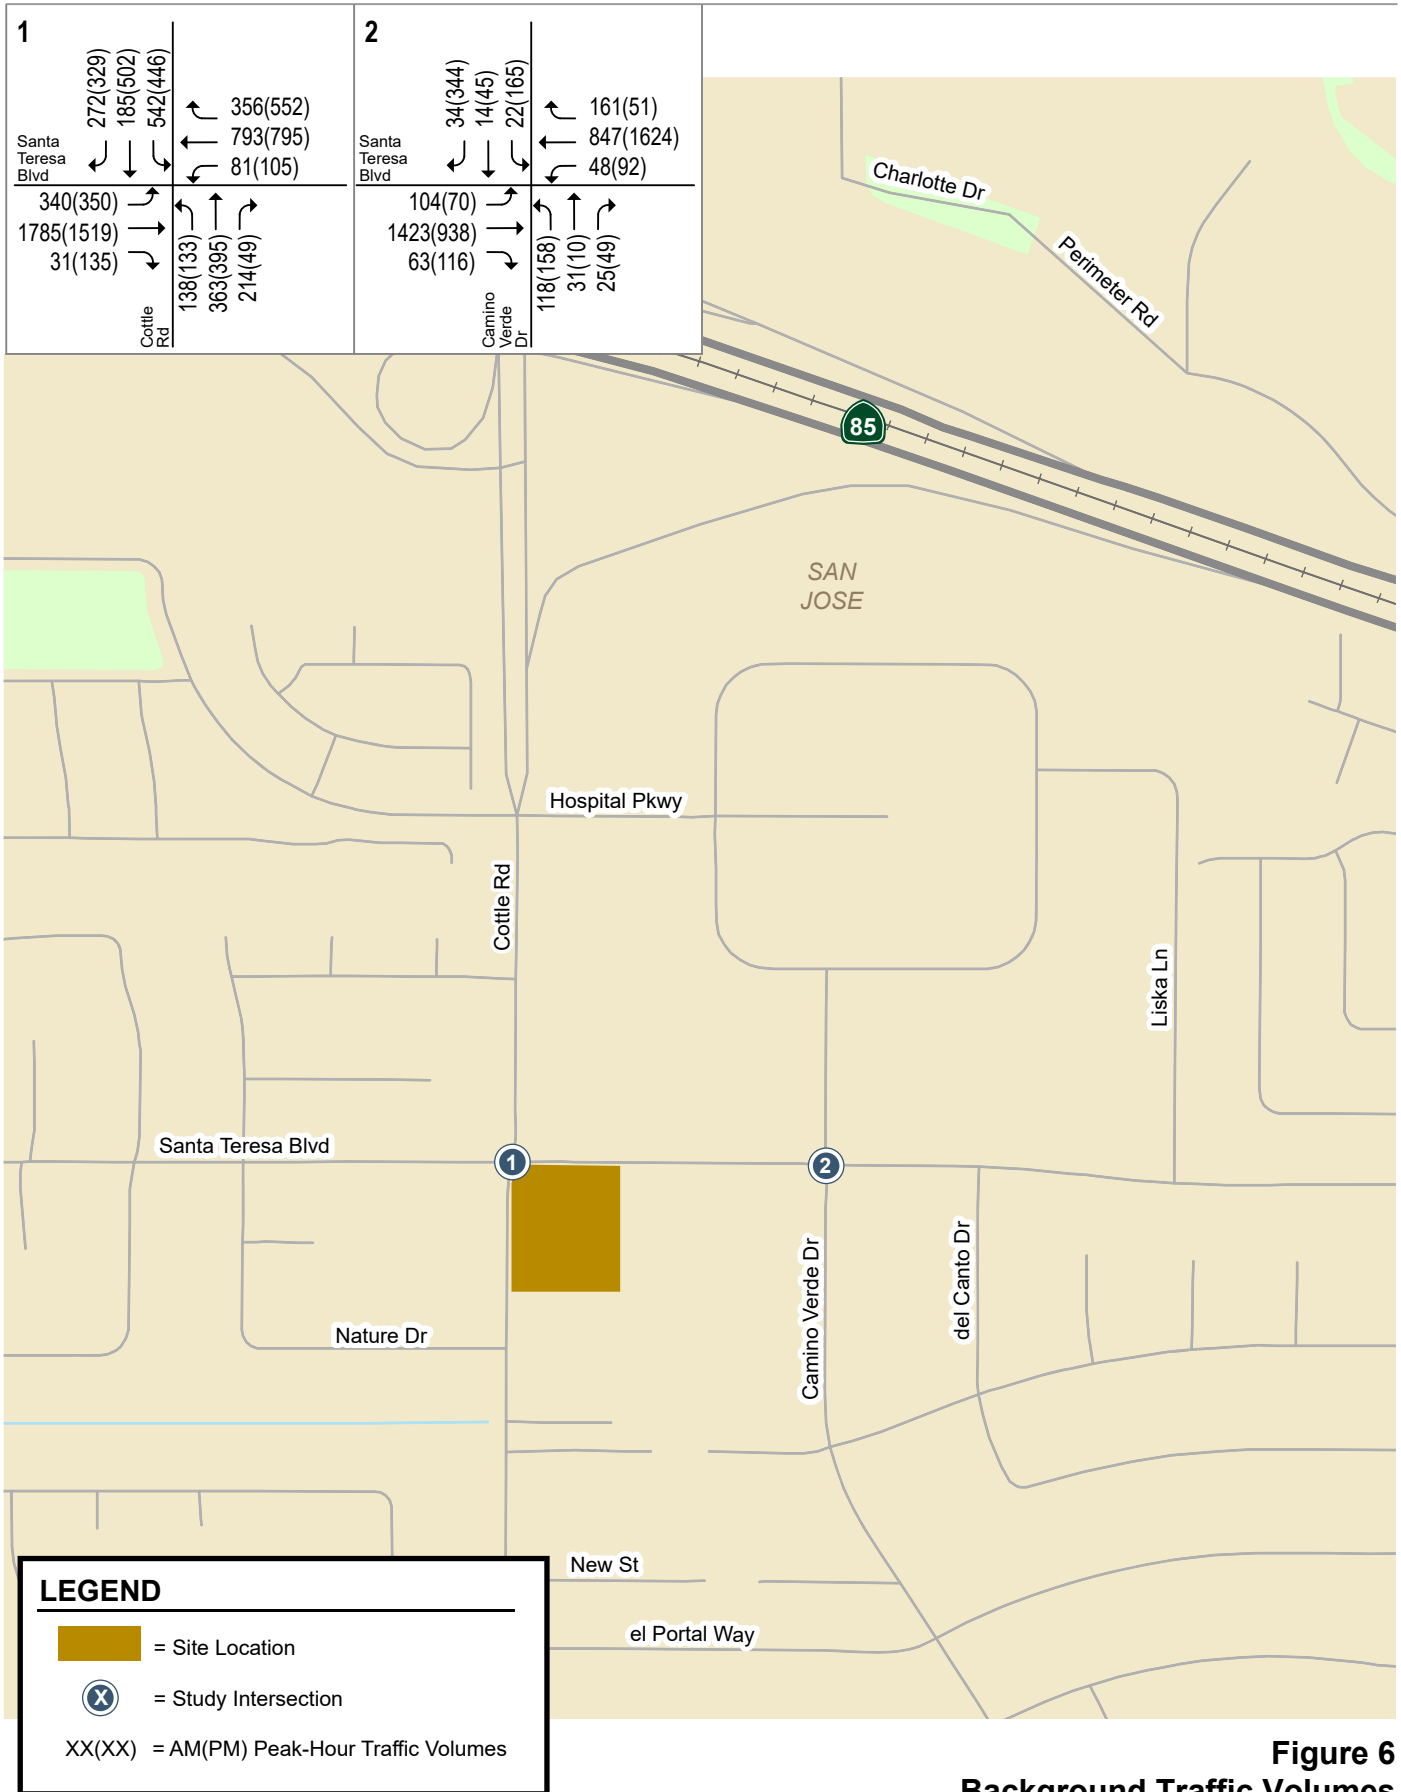 1
272(329)
185(502)
542(446)
356(552)
793(795)
81(105)
Santa
Teresa
Blvd
340(350)
1785(1519)
31(135)
138(133)
363(395)
214(49)
Cottle
Rd
2
34(344)
14(45)
22(165)
161(51)
847(1624)
48(92)
Santa
Teresa
Blvd
104(70)
1423(938)
63(116)
118(158)
31(10)
25(49)
Camino
Verde
Dr
Charlotte Dr
Perimeter Rd
85
SAN
JOSE
Hospital Pkwy
Cottle Rd
Liska Ln
Santa Teresa Blvd
1
2
Camino Verde Dr
del Canto Dr
Nature Dr
New St
el Portal Way
LEGEND
= Site Location
X = Study Intersection
XX(XX) = AM(PM) Peak-Hour Traffic Volumes
Figure 6
Background Traffic Volumes